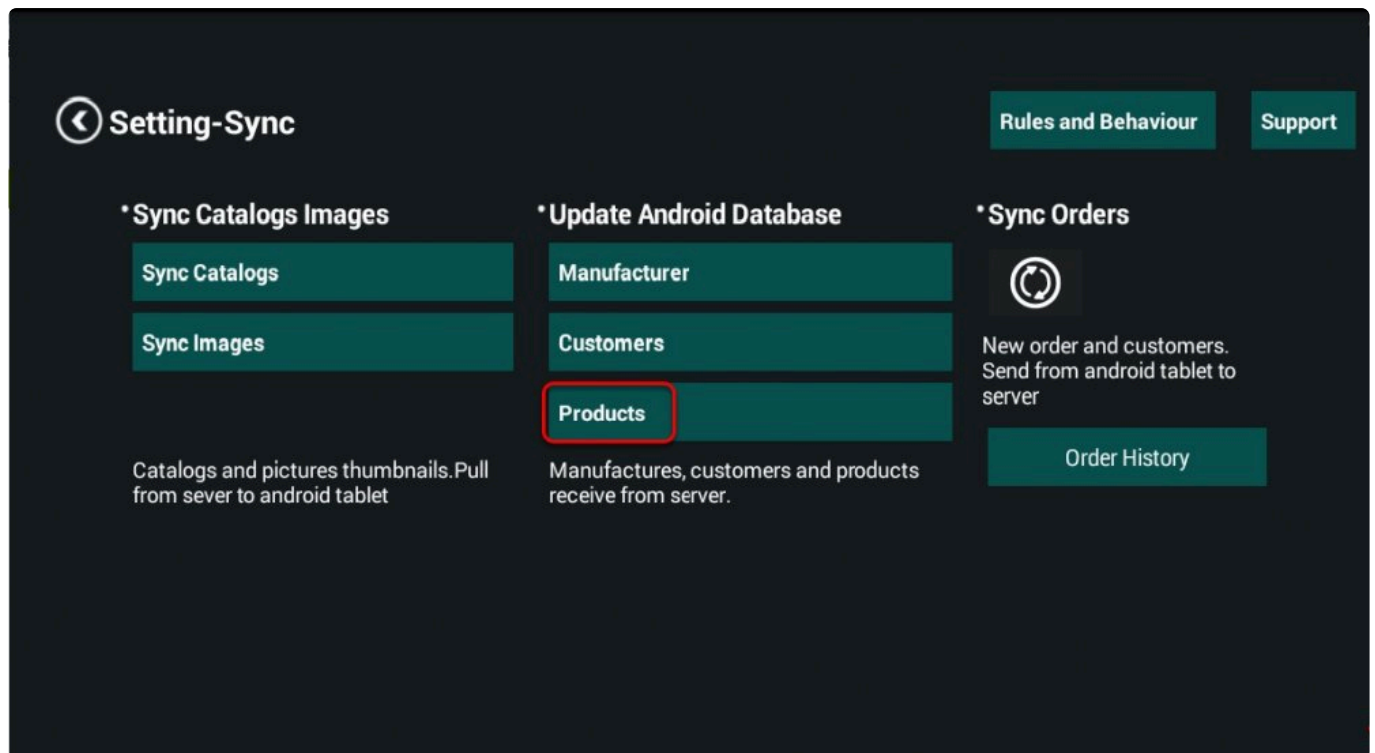 Setting-Sync
Rules and Behaviour
Support
•Sync Catalogs Images
Sync Catalogs
Sync Images
Catalogs and pictures thumbnails.Pull
from sever to android tablet
•Update Android Database
Manufacturer
Customers
Products
Manufactures, customers and products
receive from server.
•Sync Orders
New order and customers.
Send from android tablet to
server
Order History